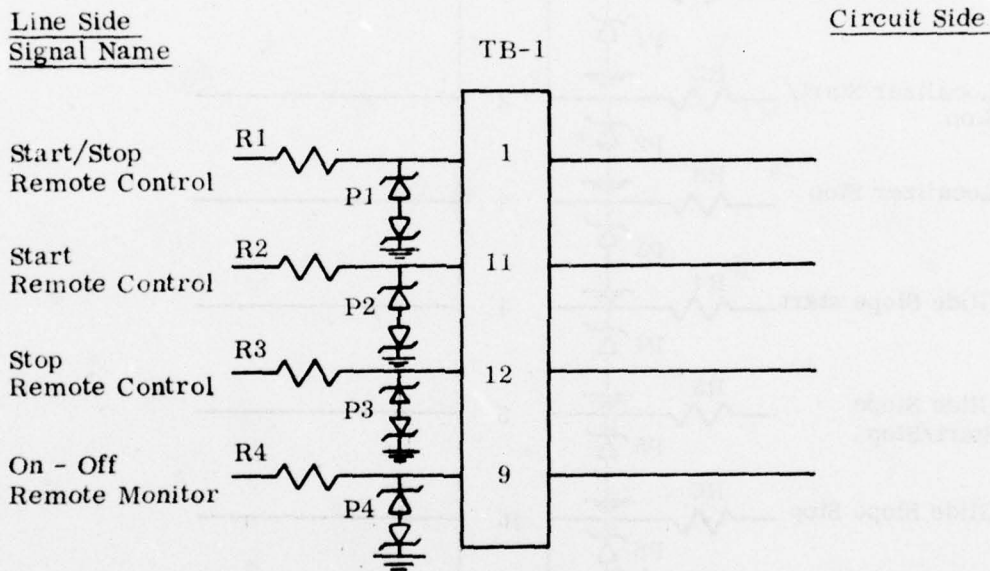 Line Side
Signal Name
Circuit Side
TB-1
Start/Stop
Remote Control
R1
P1
1
Start
Remote Control
R2
P2
11
Stop
Remote Control
R3
P3
12
On - Off
Remote Monitor
R4
P4
9